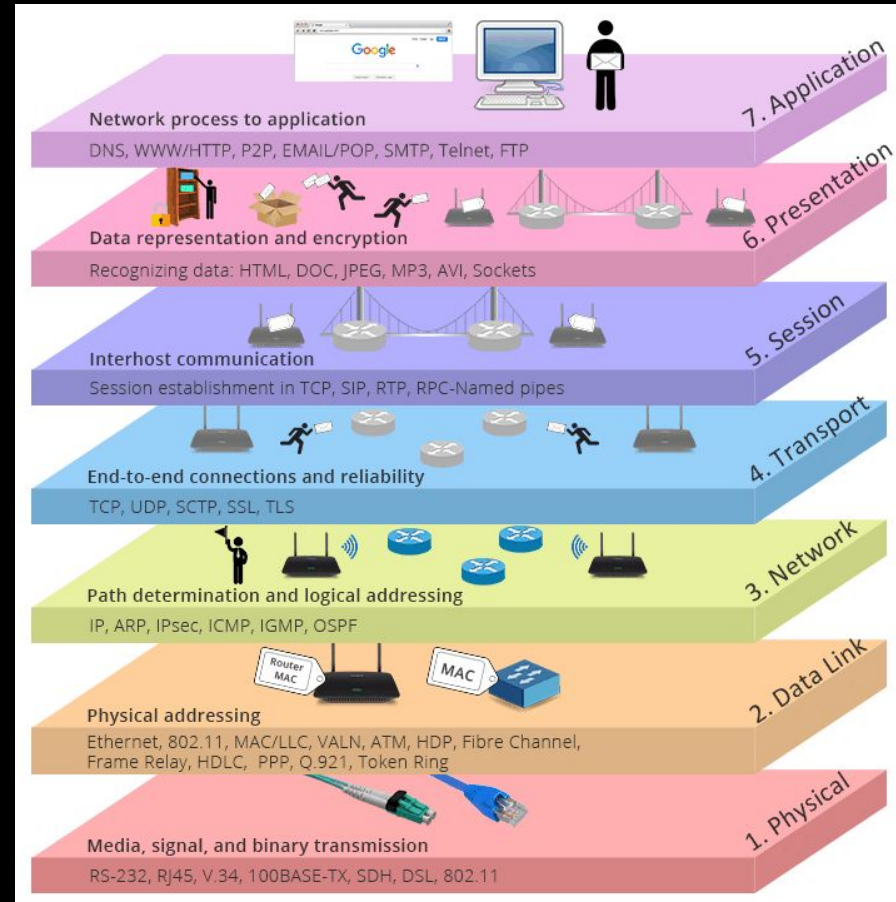 Google
7. Application
Network process to application
DNS, WWW/HTTP, P2P, EMAIL/POP, SMTP, Telnet, FTP
6. Presentation
Data representation and encryption
Recognizing data: HTML, DOC, JPEG, MP3, AVI, Sockets
5. Session
Interhost communication
Session establishment in TCP, SIP, RTP, RPC-Named pipes
4. Transport
End-to-end connections and reliability
TCP, UDP, SCTP, SSL, TLS
3. Network
Path determination and logical addressing
IP, ARP, IPsec, ICMP, IGMP, OSPF
Router
MAC
MAC
2. Data Link
Physical addressing
Ethernet, 802.11, MAC/LLC, VALN, ATM, HDP, Fibre Channel,
Frame Relay, HDLC, PPP, Q.921, Token Ring
1. Physical
Media, signal, and binary transmission
RS-232, RJ45, V.34, 100BASE-TX, SDH, DSL, 802.11